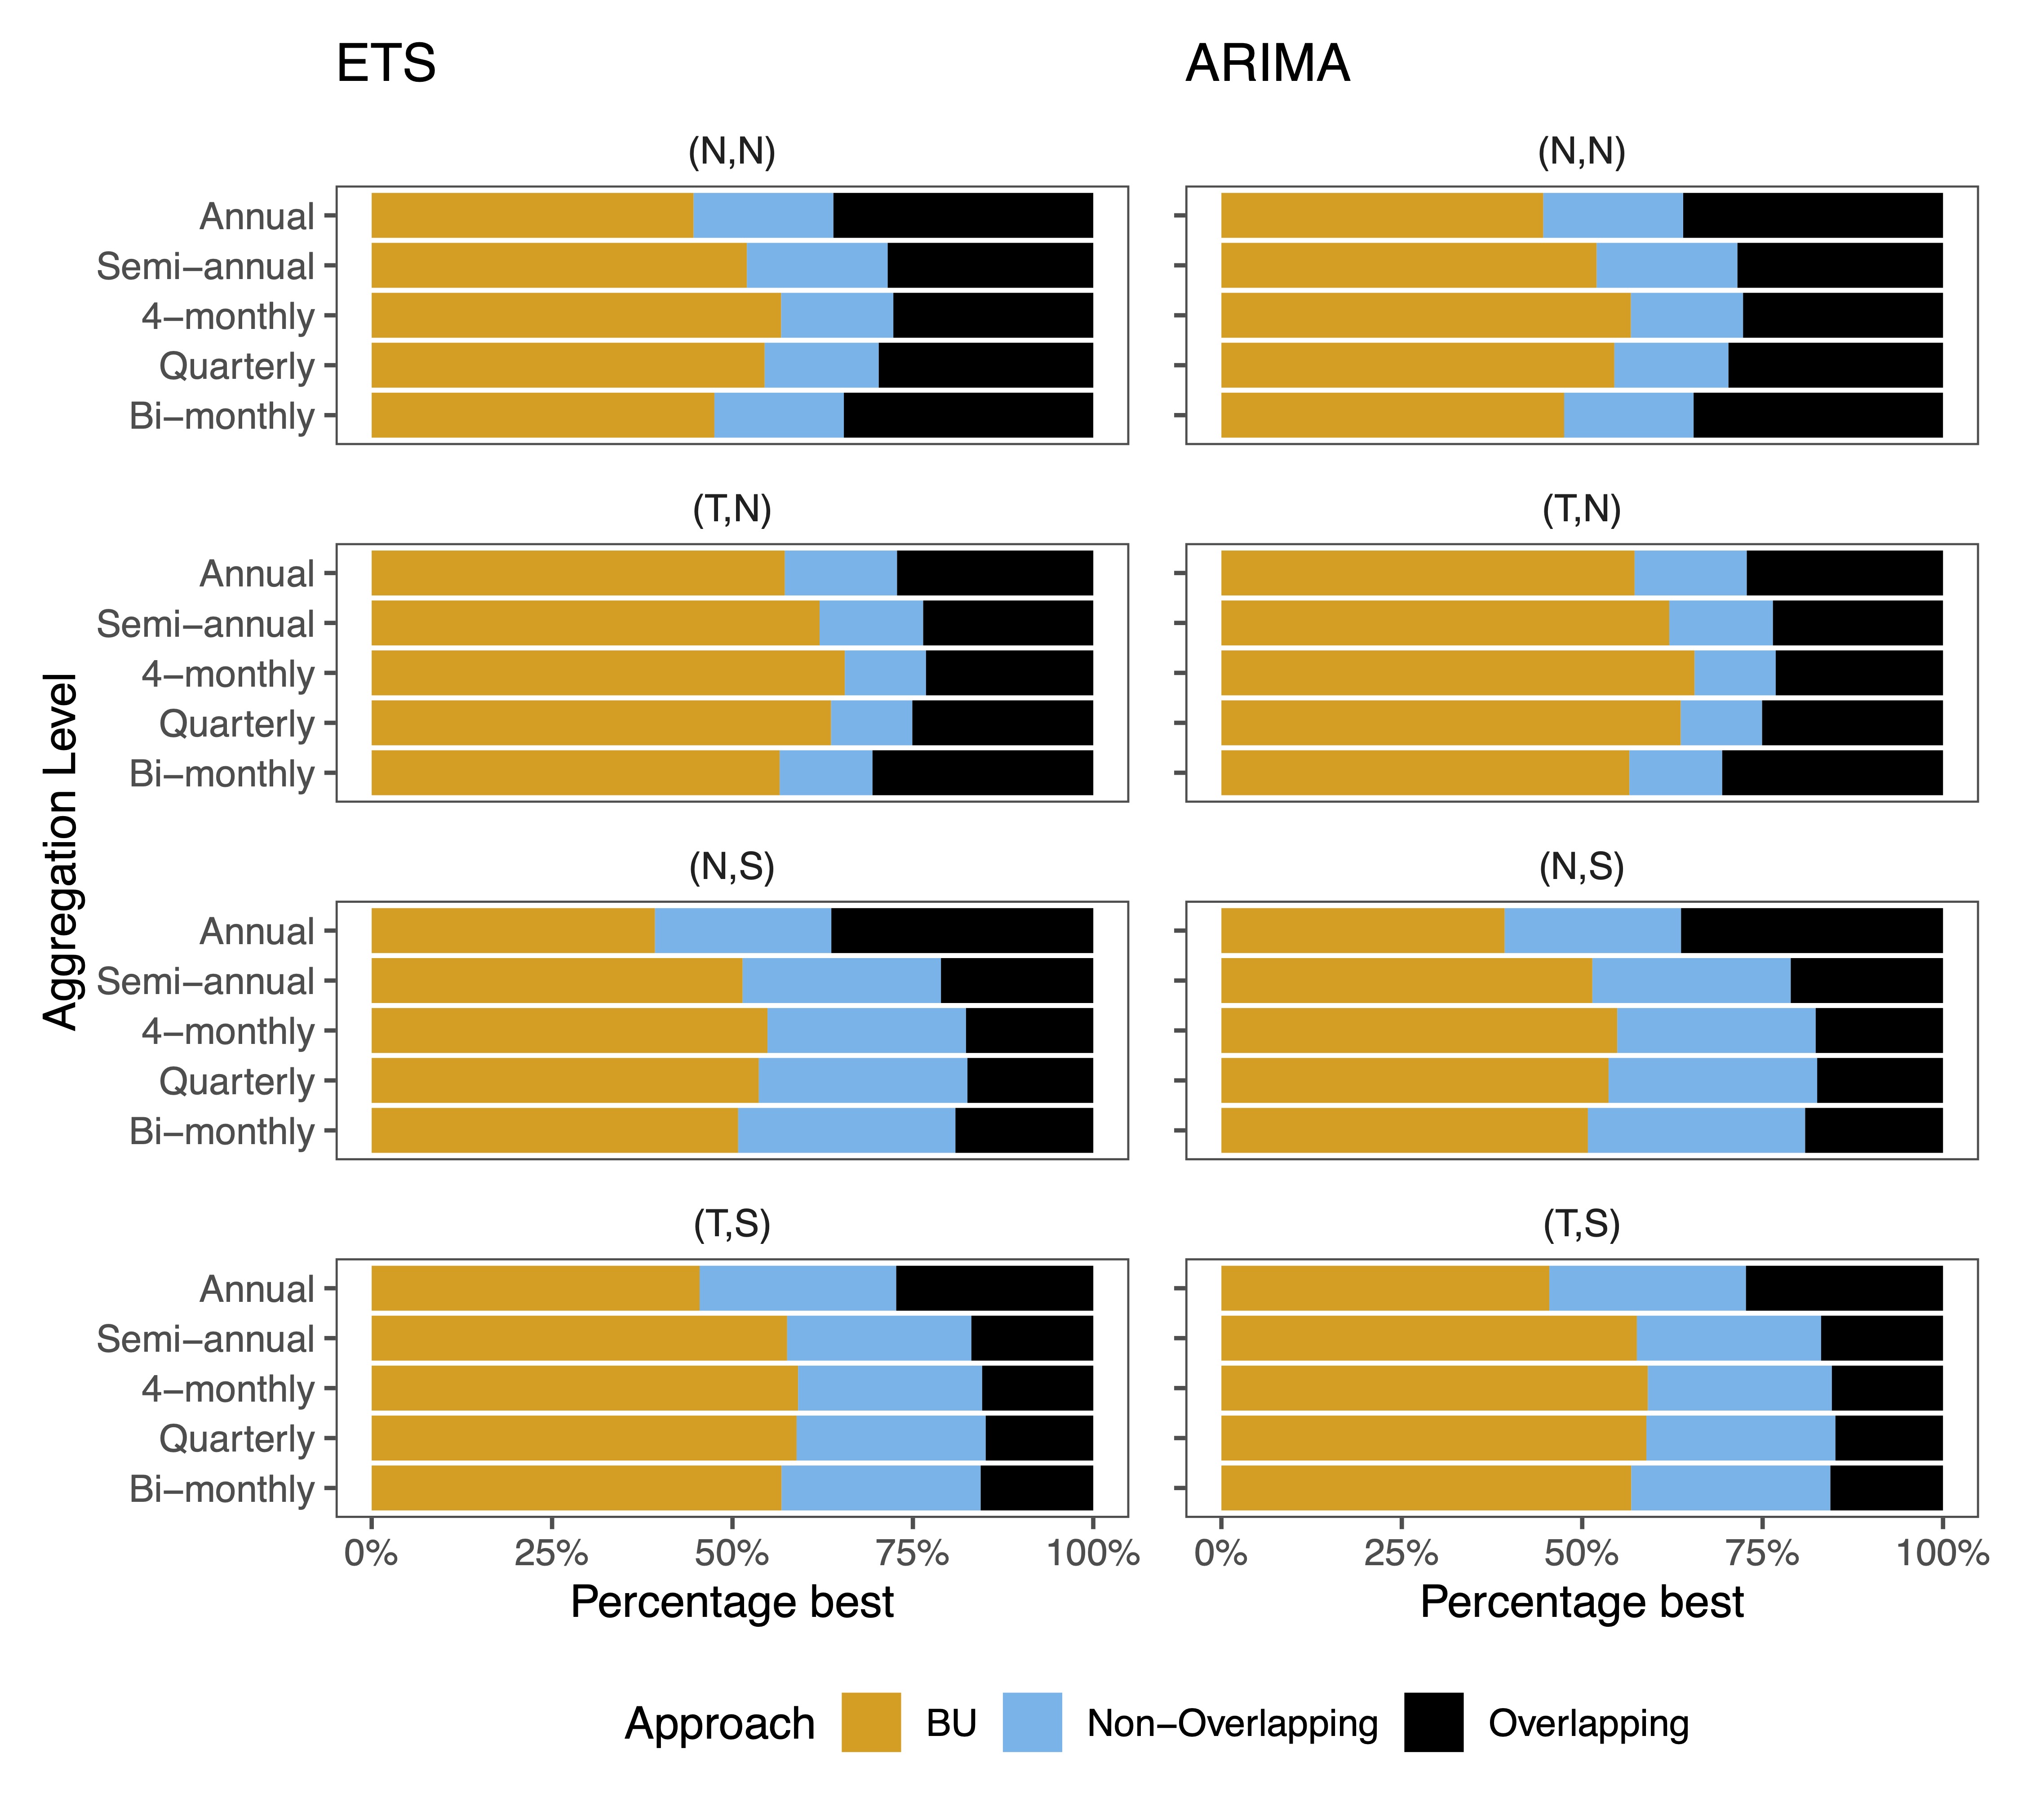 ETS
ARIMA
(N,N)
(N,N)
Annual
Semi−annual
4−monthly
Quarterly
Bi−monthly
(T,N)
(T,N)
Annual
Semi−annual
4−monthly
Quarterly
Bi−monthly
Aggregation Level
(N,S)
(N,S)
Annual
Semi−annual
4−monthly
Quarterly
Bi−monthly
(T,S)
(T,S)
Annual
Semi−annual
4−monthly
Quarterly
Bi−monthly
0% 25% 50% 75% 100%
0% 25% 50% 75% 100%
Percentage best
Percentage best
Approach BU Non−Overlapping Overlapping